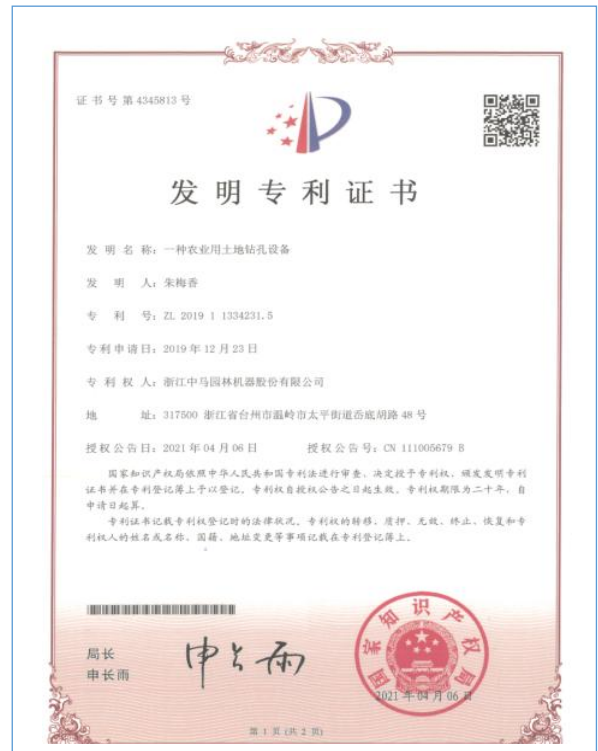 证书号第4345813号
发明专利证书
发 明 名 称：一种农业用土地钻孔设备
发 明 人：朱梅香
专 利 号：ZL 2019 1 1334231.5
专利申请日：2019年12月23日
专 利 权 人：浙江中马园林机器股份有限公司
地 址：317500 浙江省台州市温岭市太平街道岙底胡路48号
授权公告日：2021年04月06日 授权公告号：CN 111005679 B
国家知识产权局依照中华人民共和国专利法进行审查，决定授予专利权，颁发发明专利
证书并在专利登记簿上予以登记。专利权自授权公告之日起生效。专利权期限为二十年，自
申请日起算。
专利证书记载专利权登记时的法律状况。专利权的转移、质押、无效、终止、恢复和专
利权人的姓名或名称、国籍、地址变更等事项记载在专利登记簿上。
局长
申长雨
申长雨
国家知识产权局
2021年04月06日
第 1 页 (共 2 页)